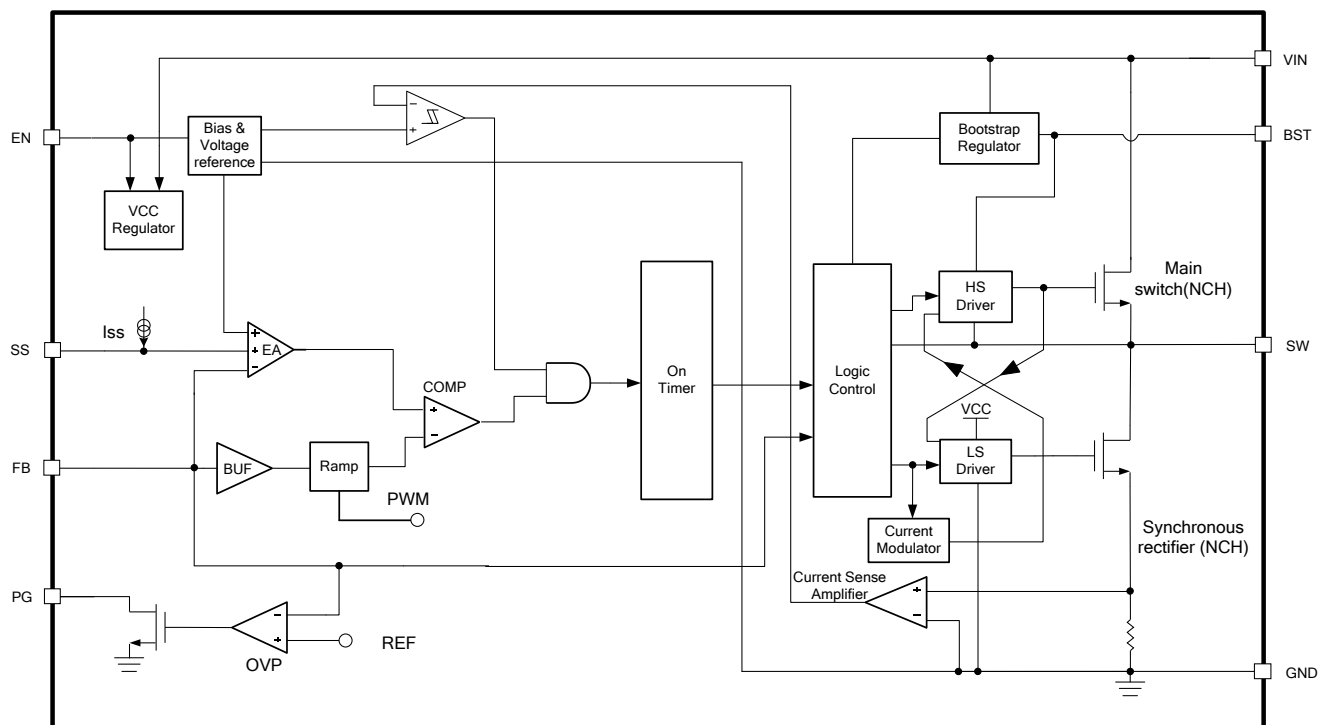 VIN
EN
Bias &
Voltage
reference
−
+
Bootstrap
Regulator
BST
VCC
Regulator
HS
Driver
Main
switch(NCH)
Iss
SS
+
+
−
EA
On
Timer
Logic
Control
SW
COMP
+
−
VCC
LS
Driver
FB
BUF
Ramp
PWM
Current
Modulator
Synchronous
rectifier (NCH)
Current Sense
Amplifier
+
−
PG
−
+
REF
OVP
GND